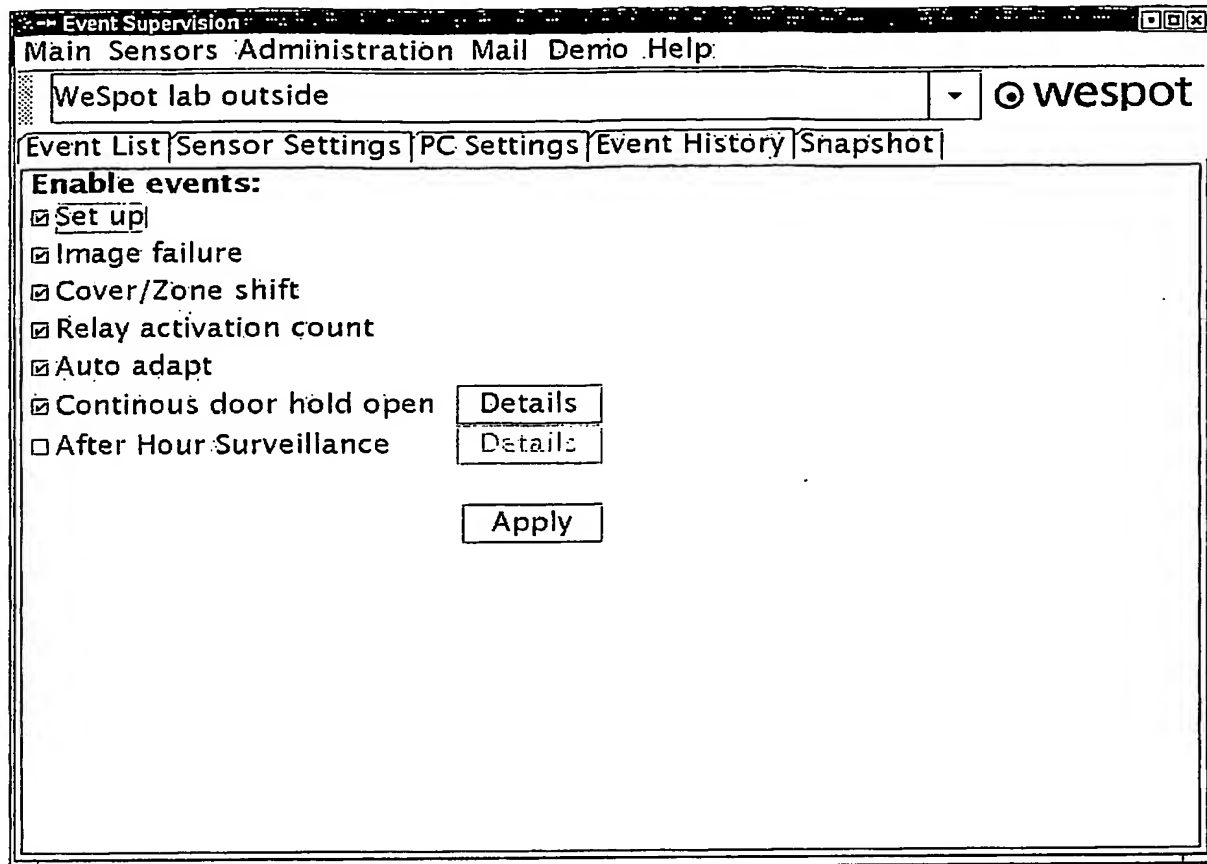 Event Supervision
Main Sensors Administration Mail Demo Help
WeSpot lab outside
wespot
Event List Sensor Settings PC Settings Event History Snapshot
Enable events:
Set up
Image failure
Cover/Zone shift
Relay activation count
Auto adapt
Continous door hold open Details
After Hour Surveillance Details
Apply